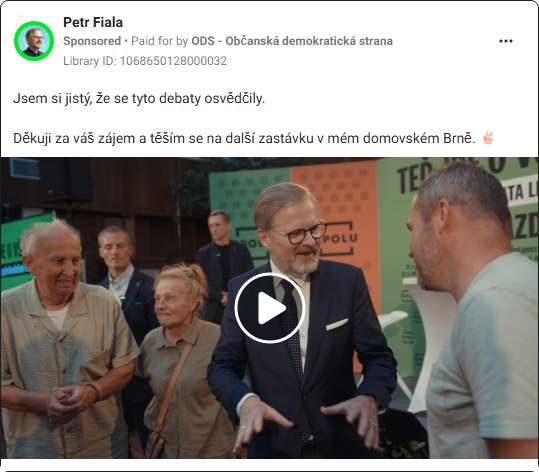 Petr Fiala
Sponsored • Paid for by ODS - Občanská demokratická strana
Library ID: 1068650128000032
Jsem si jistý, že se tyto debaty osvědčily.
Děkuji za váš zájem a těším se na další zastávku v mém domovském Brně. ✌🏻
SPOLU
TEĎ